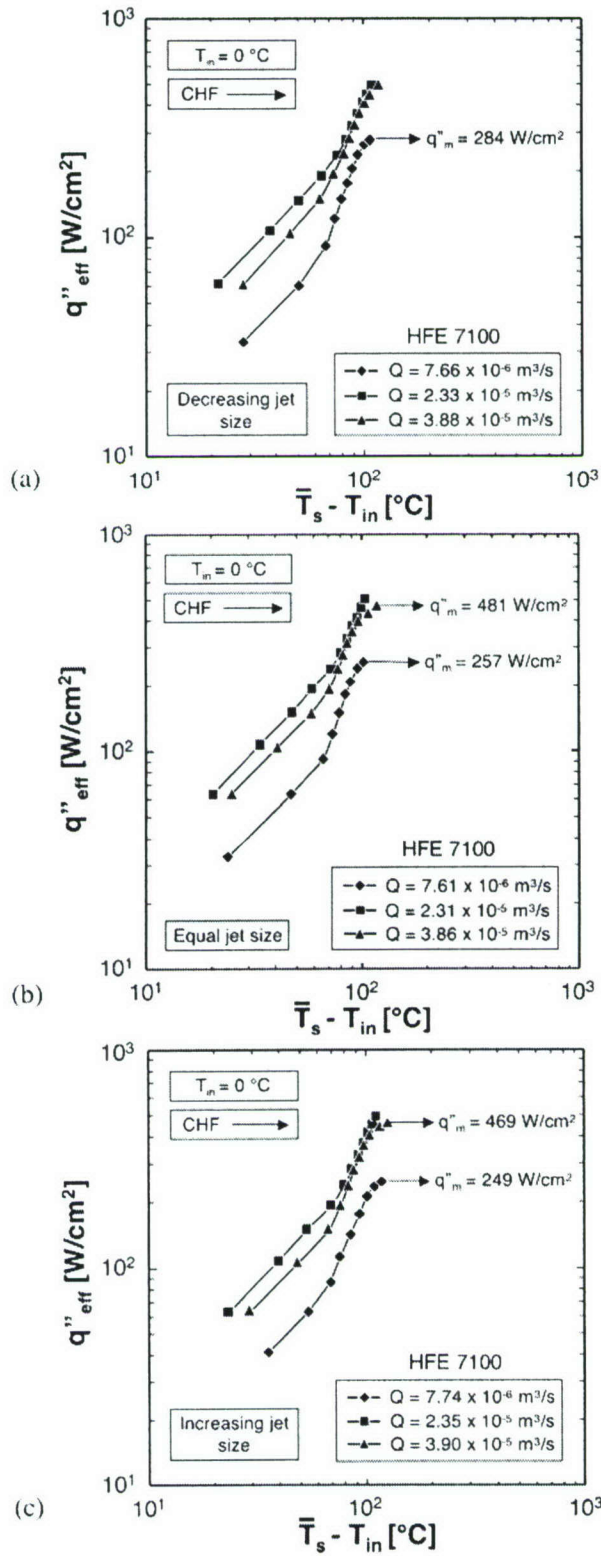 10³
T_in = 0 °C
CHF
q"_m = 284 W/cm²
q"_eff [W/cm²]
10²
HFE 7100
Q = 7.66 x 10⁻⁶ m³/s
Q = 2.33 x 10⁻⁵ m³/s
Q = 3.88 x 10⁻⁵ m³/s
Decreasing jet
size
10¹
10¹
10²
10³
(a)
T̄_s - T_in [°C]
10³
T_in = 0 °C
CHF
q"_m = 481 W/cm²
q"_m = 257 W/cm²
q"_eff [W/cm²]
10²
HFE 7100
Q = 7.61 x 10⁻⁶ m³/s
Q = 2.31 x 10⁻⁵ m³/s
Q = 3.86 x 10⁻⁵ m³/s
Equal jet size
10¹
10¹
10²
10³
(b)
T̄_s - T_in [°C]
10³
T_in = 0 °C
CHF
q"_m = 469 W/cm²
q"_m = 249 W/cm²
q"_eff [W/cm²]
10²
HFE 7100
Q = 7.74 x 10⁻⁶ m³/s
Q = 2.35 x 10⁻⁵ m³/s
Q = 3.90 x 10⁻⁵ m³/s
Increasing jet
size
10¹
10¹
10²
10³
(c)
T̄_s - T_in [°C]